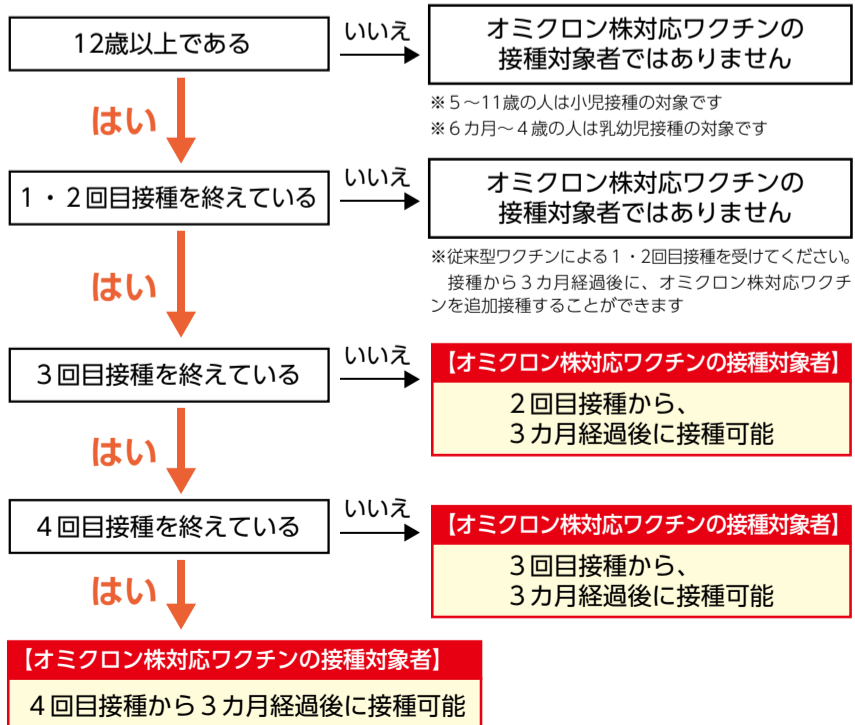 12歳以上である
いいえ
オミクロン株対応ワクチンの
接種対象者ではありません
※5～11歳の人は小児接種の対象です
※6カ月～4歳の人は乳幼児接種の対象です
はい
1・2回目接種を終えている
いいえ
オミクロン株対応ワクチンの
接種対象者ではありません
※従来型ワクチンによる1・2回目接種を受けてください。
接種から3カ月経過後に、オミクロン株対応ワクチ
ンを追加接種することができます
はい
3回目接種を終えている
いいえ
【オミクロン株対応ワクチンの接種対象者】
2回目接種から、
3カ月経過後に接種可能
はい
4回目接種を終えている
いいえ
【オミクロン株対応ワクチンの接種対象者】
3回目接種から、
3カ月経過後に接種可能
はい
【オミクロン株対応ワクチンの接種対象者】
4回目接種から3カ月経過後に接種可能